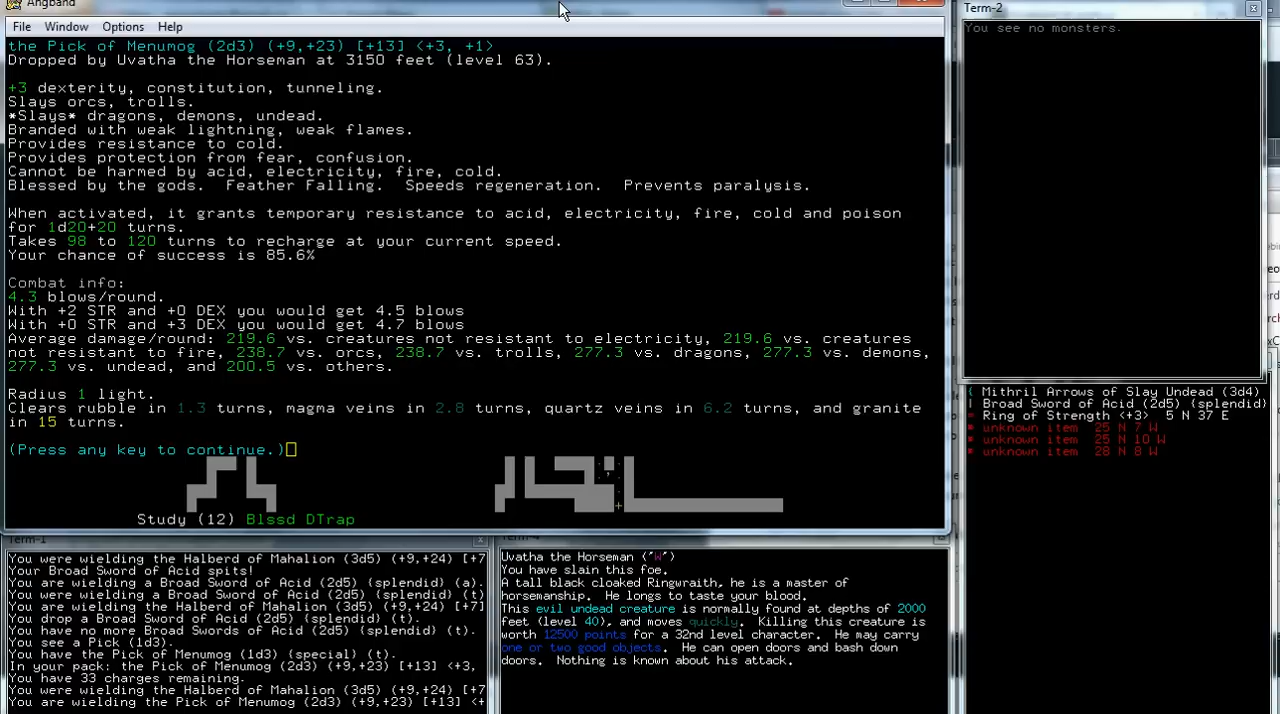 Angband
File Window Options Help
the Pick of Menumog (2d3) (+9,+23) [+13] <+3, +1>
Dropped by Uvatha the Horseman at 3150 feet (level 63).
+3 dexterity, constitution, tunneling.
Slays orcs, trolls.
*Slays* dragons, demons, undead.
Branded with weak lightning, weak flames.
Provides resistance to cold.
Provides protection from fear, confusion.
Cannot be harmed by acid, electricity, fire, cold.
Blessed by the gods.  Feather Falling.  Speeds regeneration.  Prevents paralysis.
When activated, it grants temporary resistance to acid, electricity, fire, cold and poison
for 1d20+20 turns.
Takes 98 to 120 turns to recharge at your current speed.
Your chance of success is 85.6%
Combat info:
4.3 blows/round.
With +2 STR and +0 DEX you would get 4.5 blows
With +0 STR and +3 DEX you would get 4.7 blows
Average damage/round: 219.6 vs. creatures not resistant to electricity, 219.6 vs. creatures
not resistant to fire, 238.7 vs. orcs, 238.7 vs. trolls, 277.3 vs. dragons, 277.3 vs. demons,
277.3 vs. undead, and 200.5 vs. others.
Radius 1 light.
Clears rubble in 1.3 turns, magma veins in 2.8 turns, quartz veins in 6.2 turns, and granite
in 15 turns.
(Press any key to continue.)
Study (12) Blssd DTrap
Term-2
You see no monsters.
{ Mithril Arrows of Slay Undead (3d4)
| Broad Sword of Acid (2d5) {splendid}
= Ring of Strength <+3>  5 N 37 E
* unknown item  25 N 7 W
* unknown item  25 N 10 W
* unknown item  28 N 8 W
Term-1
You were wielding the Halberd of Mahalion (3d5) (+9,+24) [+7
Your Broad Sword of Acid spits!
You are wielding a Broad Sword of Acid (2d5) {splendid} (a).
You were wielding a Broad Sword of Acid (2d5) {splendid} (t).
You are wielding the Halberd of Mahalion (3d5) (+9,+24) [+7]
You drop a Broad Sword of Acid (2d5) {splendid} (t).
You have no more Broad Swords of Acid (2d5) {splendid} (t).
You see a Pick (1d3)
You have the Pick of Menumog (1d3) {special} (t).
In your pack: the Pick of Menumog (2d3) (+9,+23) [+13] <+3,
You have 33 charges remaining.
You were wielding the Halberd of Mahalion (3d5) (+9,+24) [+7
You are wielding the Pick of Menumog (2d3) (+9,+23) [+13] <+
Uvatha the Horseman ('W')
You have slain this foe.
A tall black cloaked Ringwraith, he is a master of
horsemanship.  He longs to taste your blood.
This evil undead creature is normally found at depths of 2000
feet (level 40), and moves quickly.  Killing this creature is
worth 12500 points for a 32nd level character.  He may carry
one or two good objects.  He can open doors and bash down
doors.  Nothing is known about his attack.